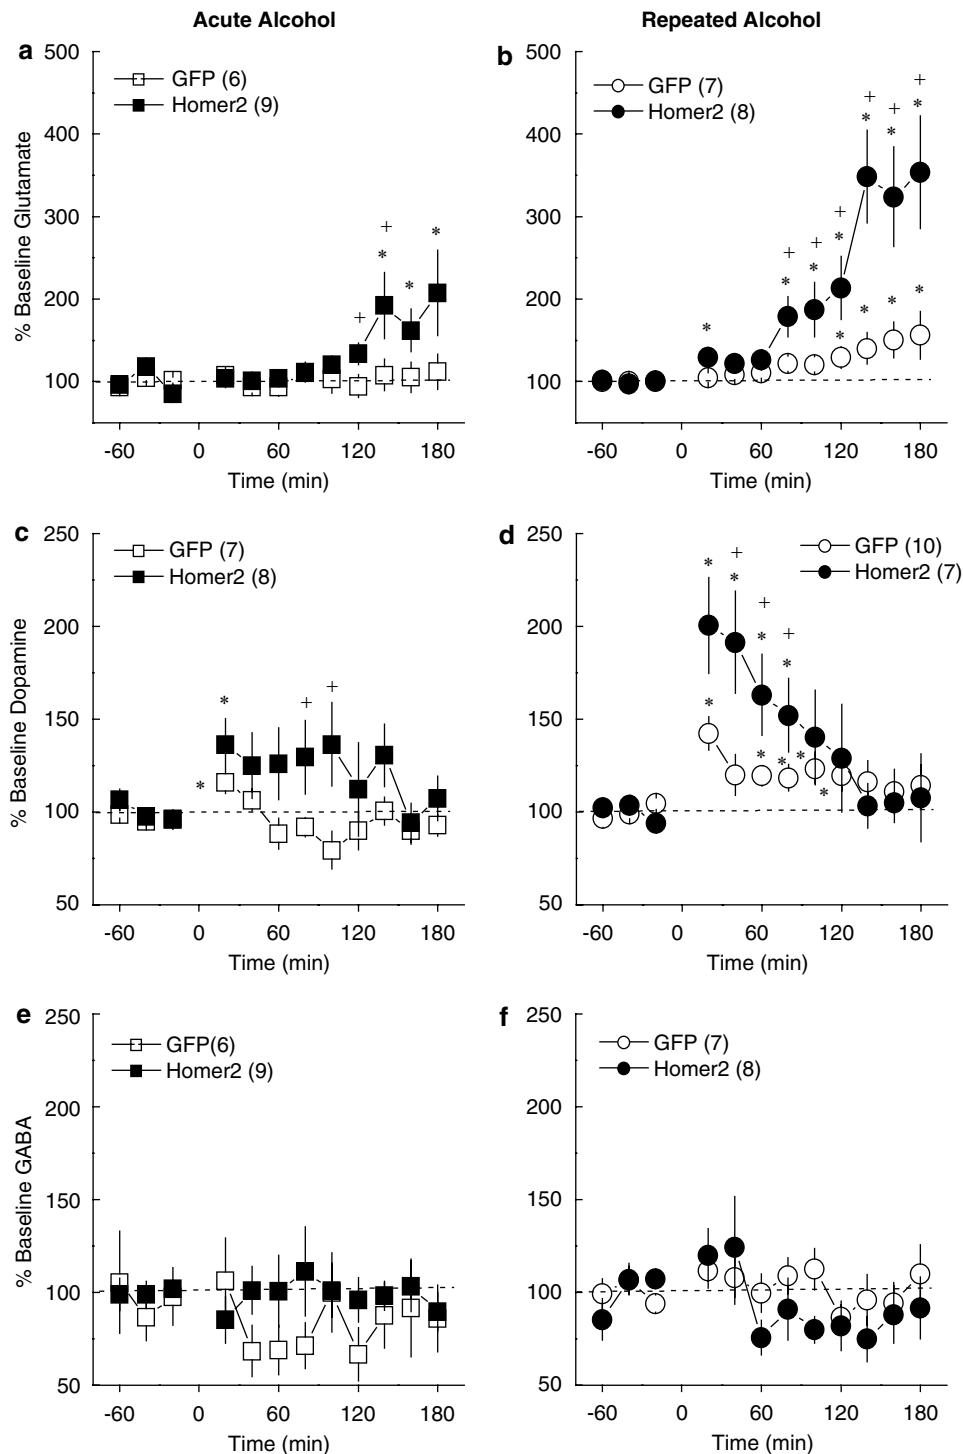 Acute Alcohol
Repeated Alcohol
a
500
400
300
200
100
% Baseline Glutamate
GFP (6)
Homer2 (9)
+
*
*
*
+
-60 0 60 120 180
Time (min)
b
500
400
300
200
100
GFP (7)
Homer2 (8)
+
+ * + *
* *
+
+ + *
* *
*
* * *
*
-60 0 60 120 180
Time (min)
c
250
200
150
100
50
% Baseline Dopamine
GFP (7)
Homer2 (8)
* + +
*
-60 0 60 120 180
Time (min)
d
250
200
150
100
50
GFP (10)
Homer2 (7)
* +
*
+
* +
*
*
* * *
*
-60 0 60 120 180
Time (min)
e
250
200
150
100
50
% Baseline GABA
GFP(6)
Homer2 (9)
-60 0 60 120 180
Time (min)
f
250
200
150
100
50
GFP (7)
Homer2 (8)
-60 0 60 120 180
Time (min)